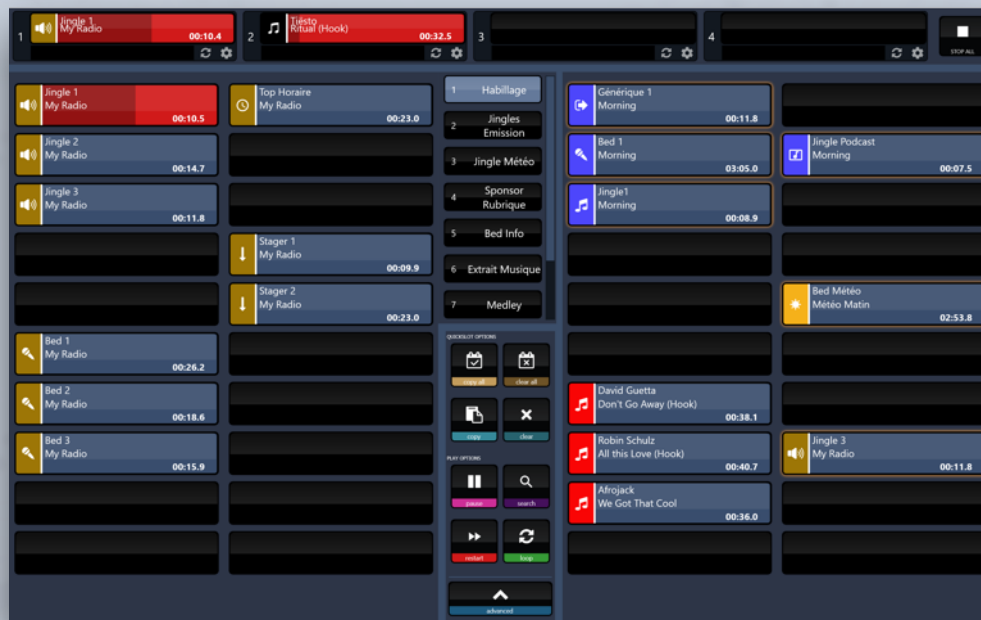 1
Jingle 1
My Radio
00:10.4
2
Tiësto
Ritual (Hook)
00:32.5
3
4
STOP ALL
Jingle 1
My Radio
00:10.5
Jingle 2
My Radio
00:14.7
Jingle 3
My Radio
00:11.8
Bed 1
My Radio
00:26.2
Bed 2
My Radio
00:18.6
Bed 3
My Radio
00:15.9
Top Horaire
My Radio
00:23.0
Stager 1
My Radio
00:09.9
Stager 2
My Radio
00:23.0
1 Habillage
2 Jingles
Emission
3 Jingle Météo
4 Sponsor
Rubrique
5 Bed Info
6 Extrait Musique
7 Medley
QUICKSLOT OPTIONS
copy all
clear all
copy
clear
PLAY OPTIONS
pause
search
restart
loop
advanced
Générique 1
Morning
00:11.8
Bed 1
Morning
03:05.0
Jingle1
Morning
00:08.9
David Guetta
Don't Go Away (Hook)
00:38.1
Robin Schulz
All this Love (Hook)
00:40.7
Afrojack
We Got That Cool
00:36.0
Jingle Podcast
Morning
00:07.5
Bed Météo
Météo Matin
02:53.8
Jingle 3
My Radio
00:11.8